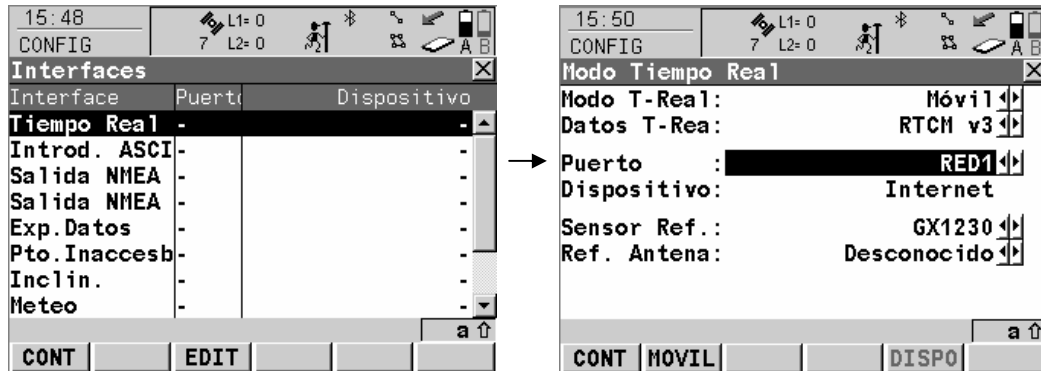 15:48
L1= 0
CONFIG
7 L2= 0
A B
Interfaces
Interface Puerto Dispositivo
Tiempo Real - -
Introd. ASCI - -
Salida NMEA - -
Salida NMEA - -
Exp.Datos - -
Pto.Inaccesb - -
Inclin. - -
Meteo - -
a
CONT EDIT
15:50
L1= 0
CONFIG
7 L2= 0
A B
Modo Tiempo Real
Modo T-Real: Móvil
Datos T-Rea: RTCM v3
Puerto : RED1
Dispositivo: Internet
Sensor Ref.: GX1230
Ref. Antena: Desconocido
a
CONT MOVIL DISPO